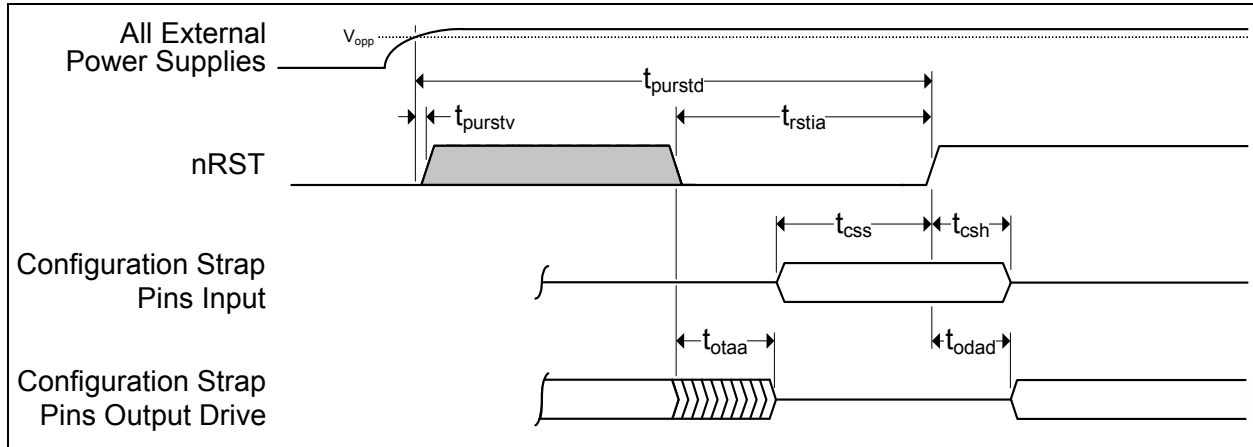 All External
Power Supplies
Vopp
tpurstd
tpurstv
trstia
nRST
tcss
tcsh
Configuration Strap
Pins Input
totaa
todad
Configuration Strap
Pins Output Drive